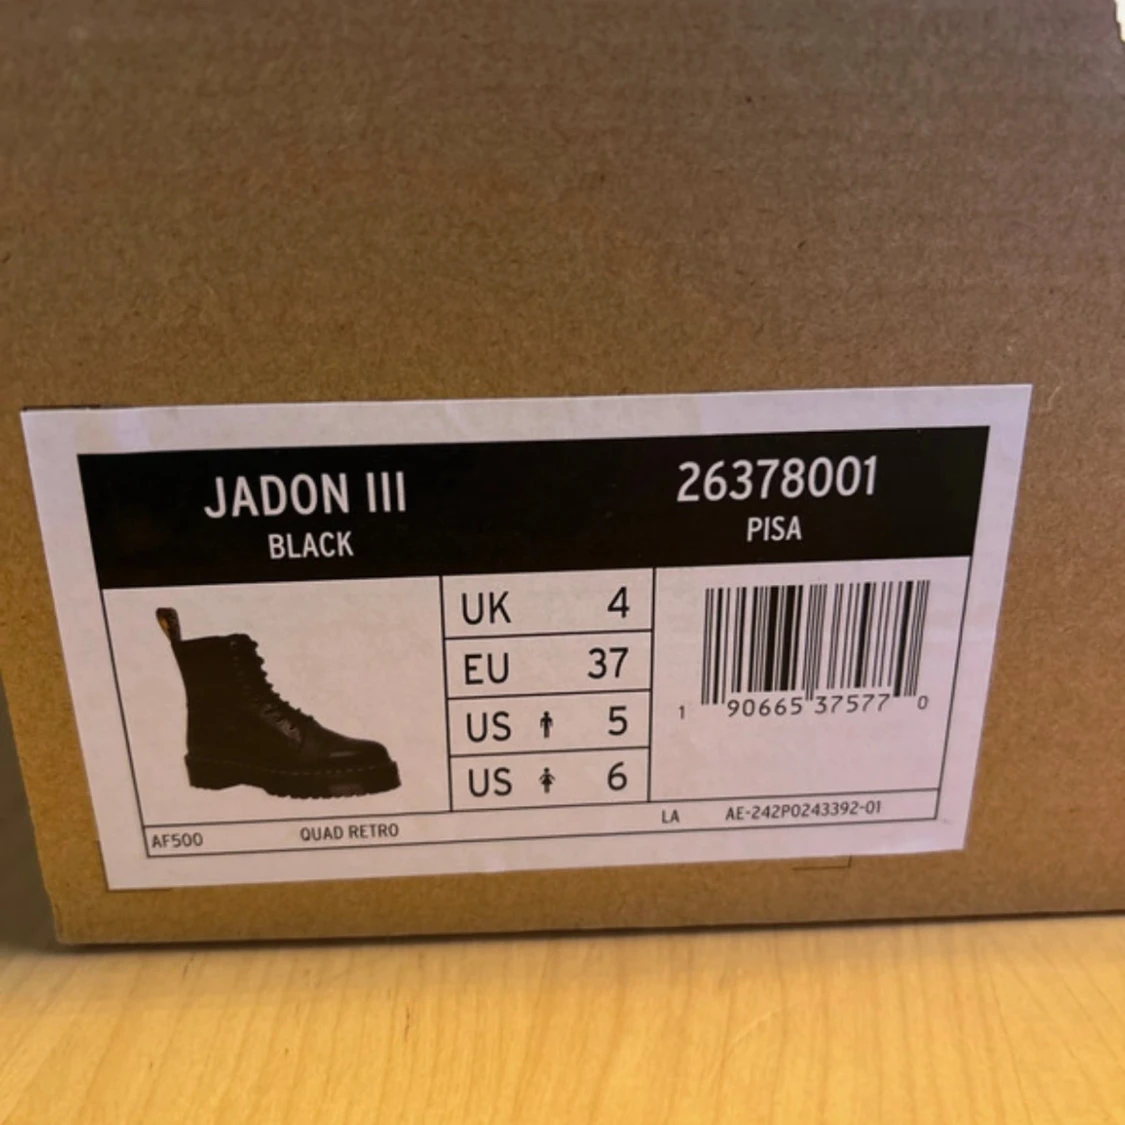 JADON III
BLACK
26378001
PISA
UK 4
EU 37
US 5
US 6
1 90665 37577 0
AF500 QUAD RETRO LA AE-242P0243392-01